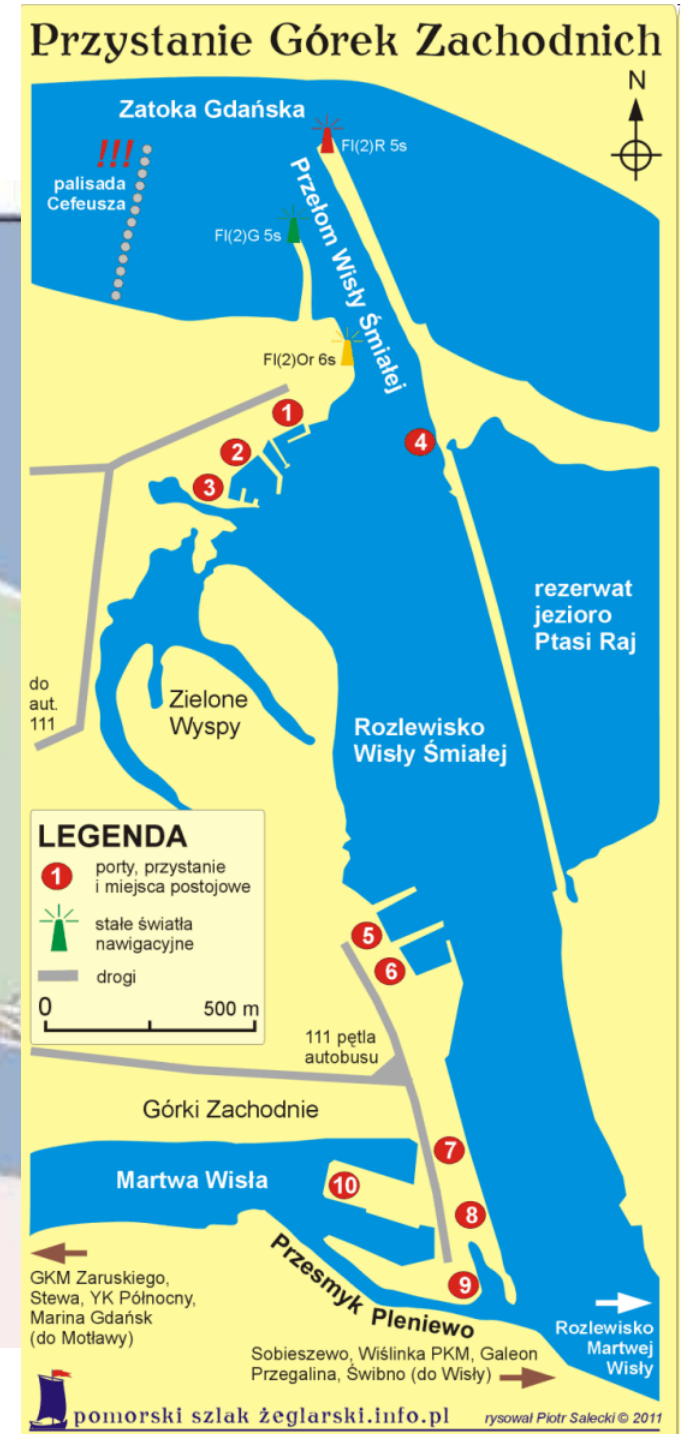 Przystanie Górek Zachodnich
N
Zatoka Gdańska
!!!
palisada
Cefeusza
Fl(2)R 5s
Przełom Wisły Śmiałej
Fl(2)G 5s
Fl(2)Or 6s
1
2
3
4
rezerwat
jezioro
Ptasi Raj
do
aut.
111
Zielone
Wyspy
Rozlewisko
Wisły Śmiałej
LEGENDA
1
porty, przystanie
i miejsca postojowe
stałe światła
nawigacyjne
drogi
0
500 m
5
6
111 pętla
autobusu
Górki Zachodnie
7
Martwa Wisła
10
8
9
Przesmyk Pleniewo
GKM Zaruskiego,
Stewa, YK Północny,
Marina Gdańsk
(do Motławy)
Sobieszewo, Wiślinka PKM, Galeon
Przegalina, Świbno (do Wisły)
Rozlewisko
Martwej
Wisły
pomorski szlak żeglarski.info.pl
rysował Piotr Salecki © 2011